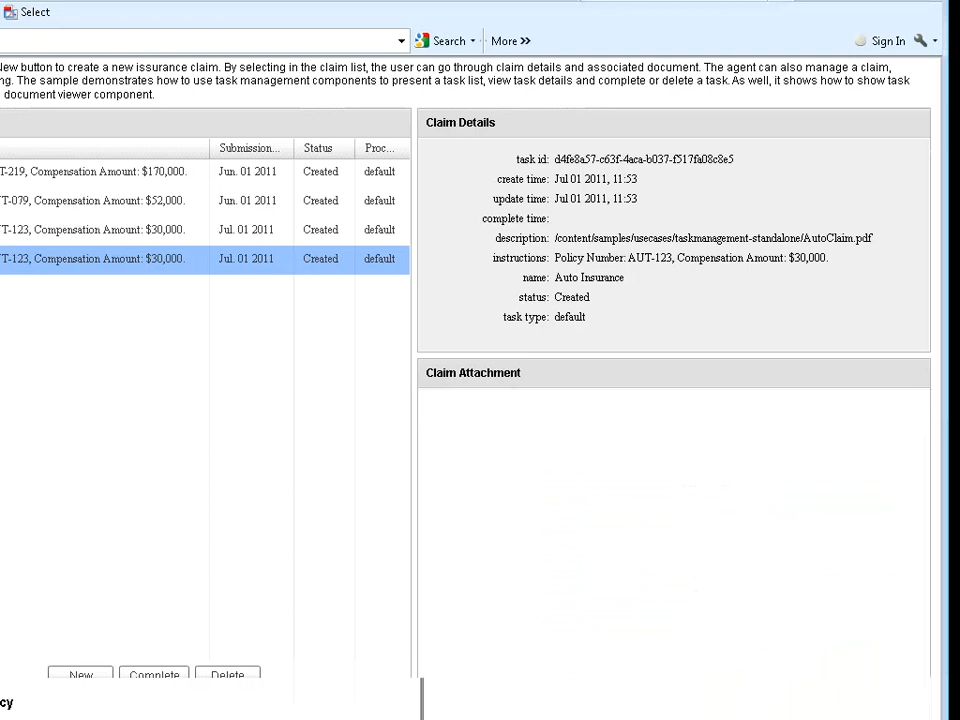 Select
Search
More
Sign In
New button to create a new issurance claim. By selecting in the claim list, the user can go through claim details and associated document. The agent can also manage a claim,
ng. The sample demonstrates how to use task management components to present a task list, view task details and complete or delete a task. As well, it shows how to show task
document viewer component.
Submission... Status Proc...
T-219, Compensation Amount: $170,000. Jun. 01 2011 Created default
UT-079, Compensation Amount: $52,000. Jun. 01 2011 Created default
UT-123, Compensation Amount: $30,000. Jul. 01 2011 Created default
UT-123, Compensation Amount: $30,000. Jul. 01 2011 Created default
New Complete Delete
cy
Claim Details
task id: d4fe8a57-c63f-4aca-b037-f517fa08c8e5
create time: Jul 01 2011, 11:53
update time: Jul 01 2011, 11:53
complete time:
description: /content/samples/usecases/taskmanagement-standalone/AutoClaim.pdf
instructions: Policy Number: AUT-123, Compensation Amount: $30,000.
name: Auto Insurance
status: Created
task type: default
Claim Attachment